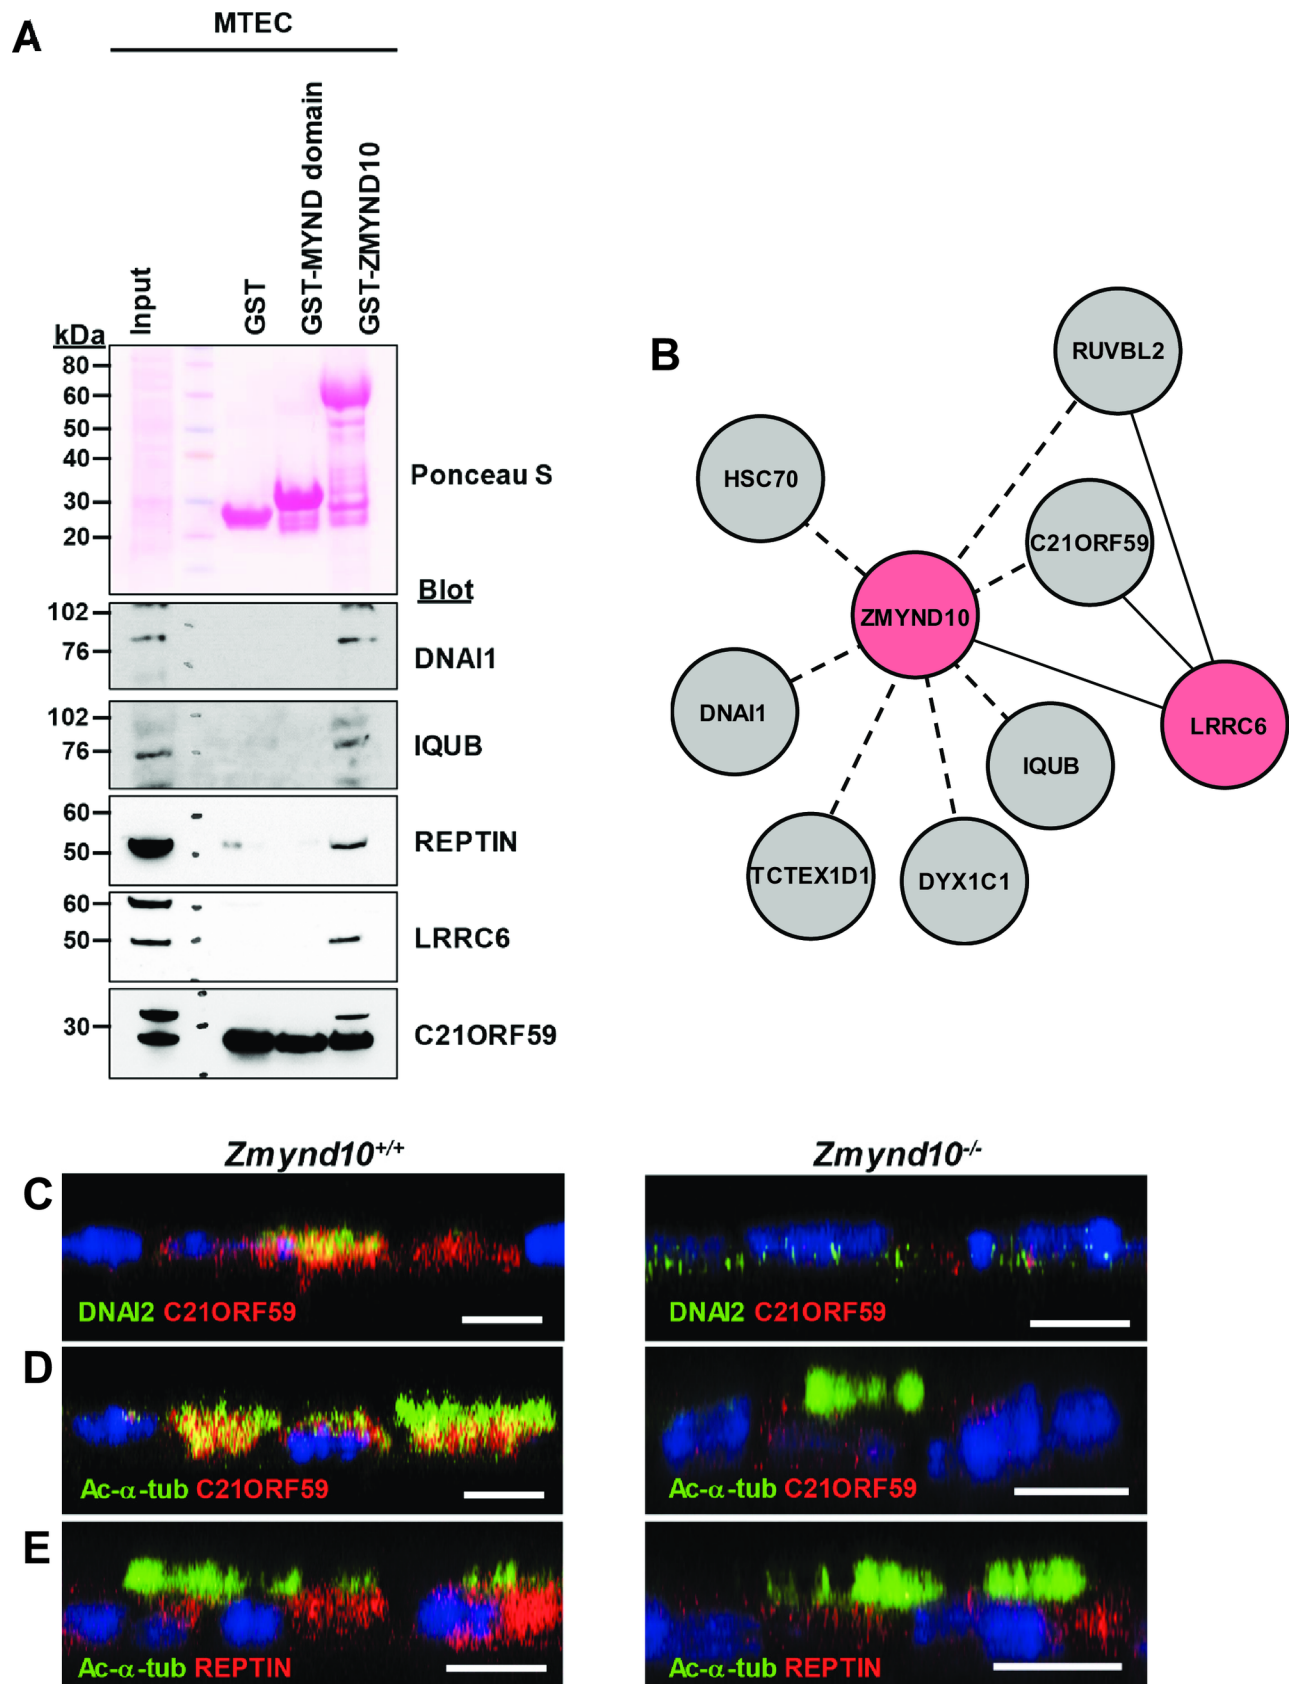 A
MTEC
Input
GST
GST-MYND domain
GST-ZMYND10
kDa
80
60
50
40
30
20
Ponceau S
Blot
102
76
DNAI1
102
76
IQUB
60
50
REPTIN
60
50
LRRC6
30
C21ORF59
B
RUVBL2
HSC70
C21ORF59
ZMYND10
DNAI1
LRRC6
IQUB
TCTEX1D1
DYX1C1
Zmynd10+/+
Zmynd10-/-
C
DNAI2 C21ORF59
DNAI2 C21ORF59
D
Ac-α-tub C21ORF59
Ac-α-tub C21ORF59
E
Ac-α-tub REPTIN
Ac-α-tub REPTIN